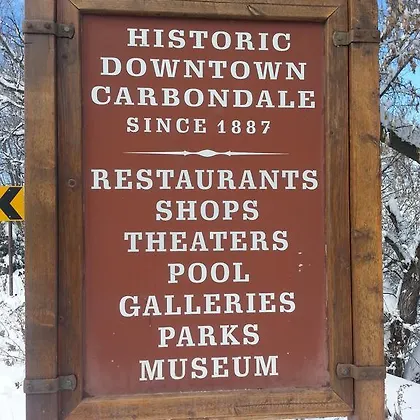 HISTORIC
DOWNTOWN
CARBONDALE
SINCE 1887
RESTAURANTS
SHOPS
THEATERS
POOL
GALLERIES
PARKS
MUSEUM